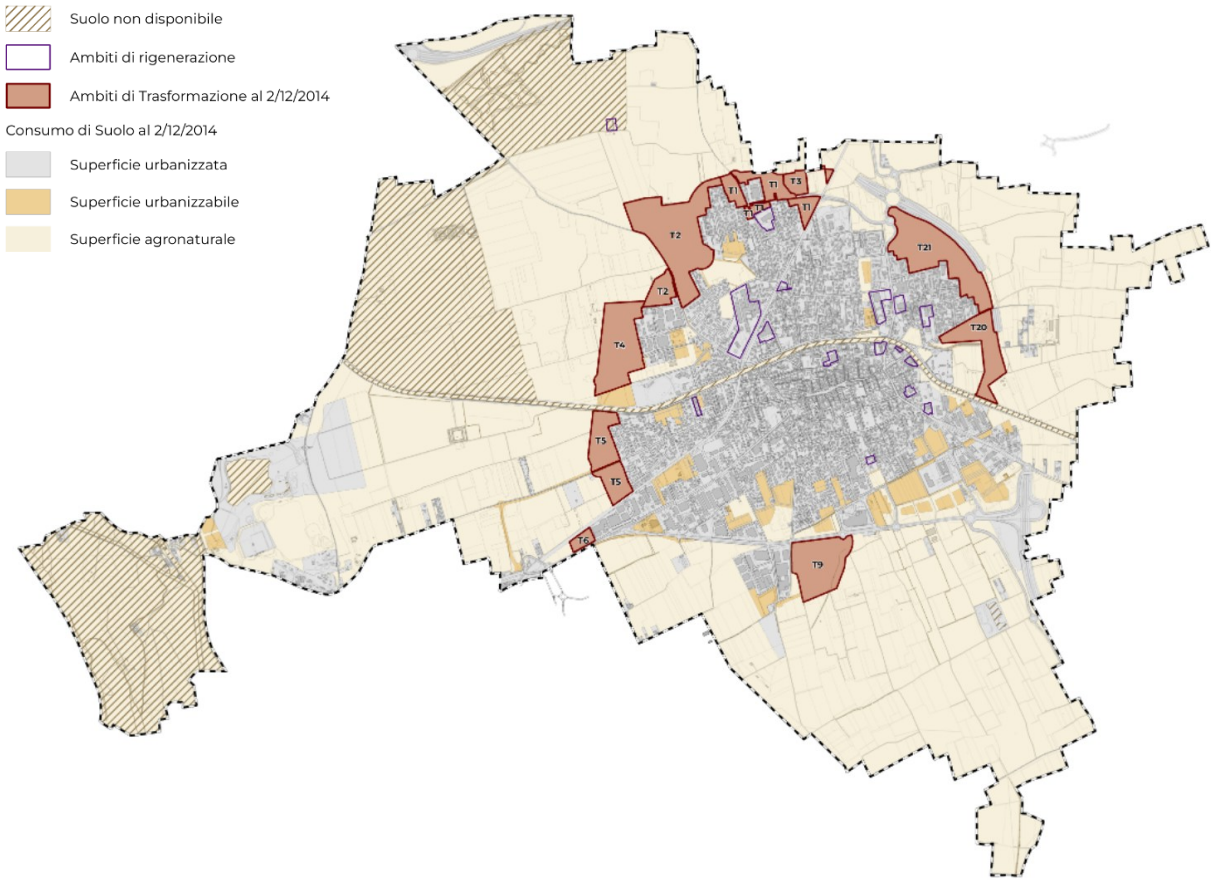 Suolo non disponibile
Ambiti di rigenerazione
Ambiti di Trasformazione al 2/12/2014
Consumo di Suolo al 2/12/2014
Superficie urbanizzata
Superficie urbanizzabile
Superficie agronaturale
T1
T1
T3
T1
T1
T1
T2
T21
T2
T20
T4
T5
T5
T6
T9